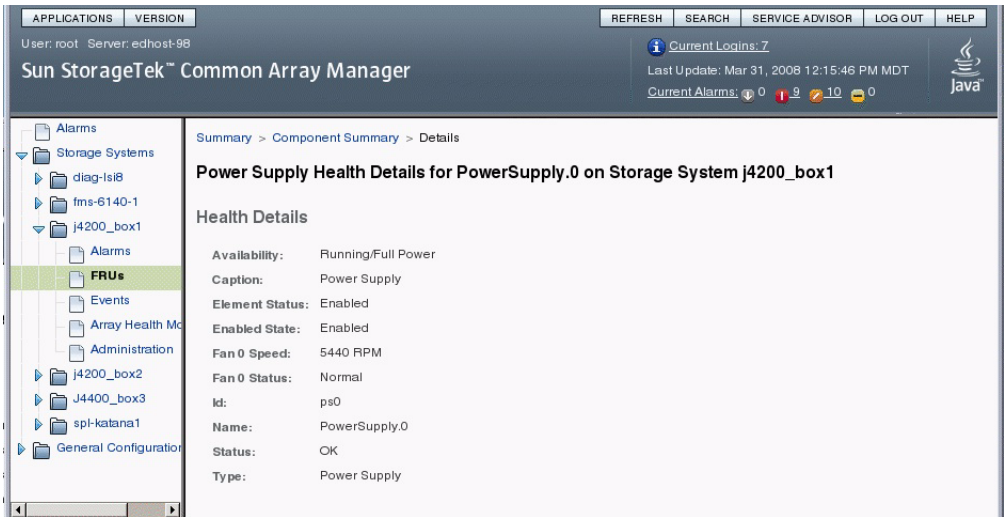 APPLICATIONS VERSION REFRESH SEARCH SERVICE ADVISOR LOG OUT HELP
User: root Server: edhost-98
Current Logins: 7
Sun StorageTek™ Common Array Manager
Last Update: Mar 31, 2008 12:15:46 PM MDT
Current Alarms: 0 9 10 0
Java™
Alarms
Storage Systems
diag-lsi8
fms-6140-1
j4200_box1
Alarms
FRUs
Events
Array Health Mo
Administration
j4200_box2
J4400_box3
spl-katana1
General Configuration
Summary > Component Summary > Details
Power Supply Health Details for PowerSupply.0 on Storage System j4200_box1
Health Details
Availability: Running/Full Power
Caption: Power Supply
Element Status: Enabled
Enabled State: Enabled
Fan 0 Speed: 5440 RPM
Fan 0 Status: Normal
Id: ps0
Name: PowerSupply.0
Status: OK
Type: Power Supply